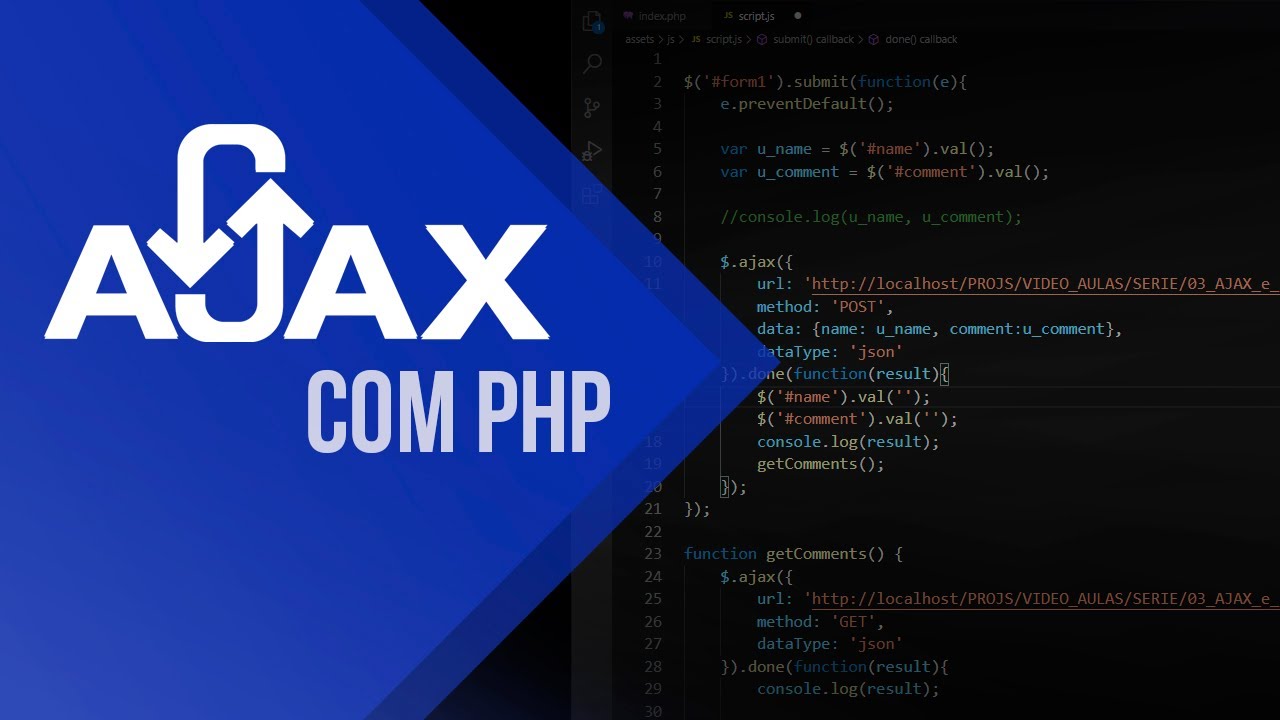 AJAX
COM PHP
1
index.php
JS script.js
assets > js > JS script.js > submit() callback > done() callback
1
2 $('#form1').submit(function(e){
3 e.preventDefault();
4
5 var u_name = $('#name').val();
6 var u_comment = $('#comment').val();
7
8 //console.log(u_name, u_comment);
9
10 $.ajax({
11 url: 'http://localhost/PROJS/VIDEO_AULAS/SERIE/03_AJAX_e_
method: 'POST',
data: {name: u_name, comment:u_comment},
dataType: 'json'
}).done(function(result){
$('#name').val('');
$('#comment').val('');
18 console.log(result);
19 getComments();
20 });
21 });
22
23 function getComments() {
24 $.ajax({
25 url: 'http://localhost/PROJS/VIDEO_AULAS/SERIE/03_AJAX_e_
26 method: 'GET',
27 dataType: 'json'
28 }).done(function(result){
29 console.log(result);
30